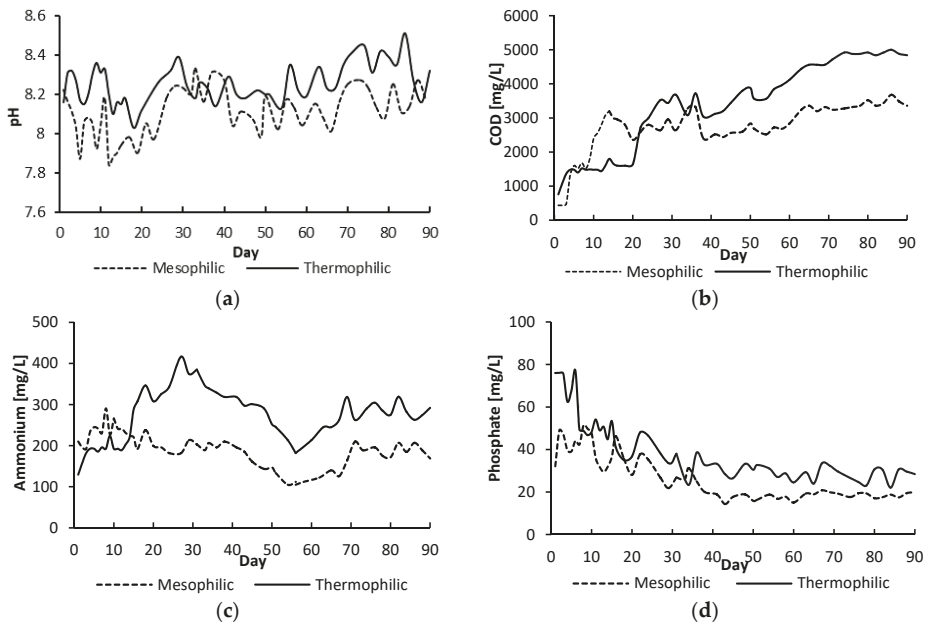 8.6
8.4
8.2
8
7.8
7.6
pH
0 10 20 30 40 50 60 70 80 90
Day
Mesophilic Thermophilic
(a)
6000
5000
4000
3000
2000
1000
0
COD [mg/L]
0 10 20 30 40 50 60 70 80 90
Day
Mesophilic Thermophilic
(b)
500
400
300
200
100
0
Ammonium [mg/L]
0 10 20 30 40 50 60 70 80 90
Day
Mesophilic Thermophilic
(c)
100
80
60
40
20
0
Phosphate [mg/L]
0 10 20 30 40 50 60 70 80 90
Day
Mesophilic Thermophilic
(d)